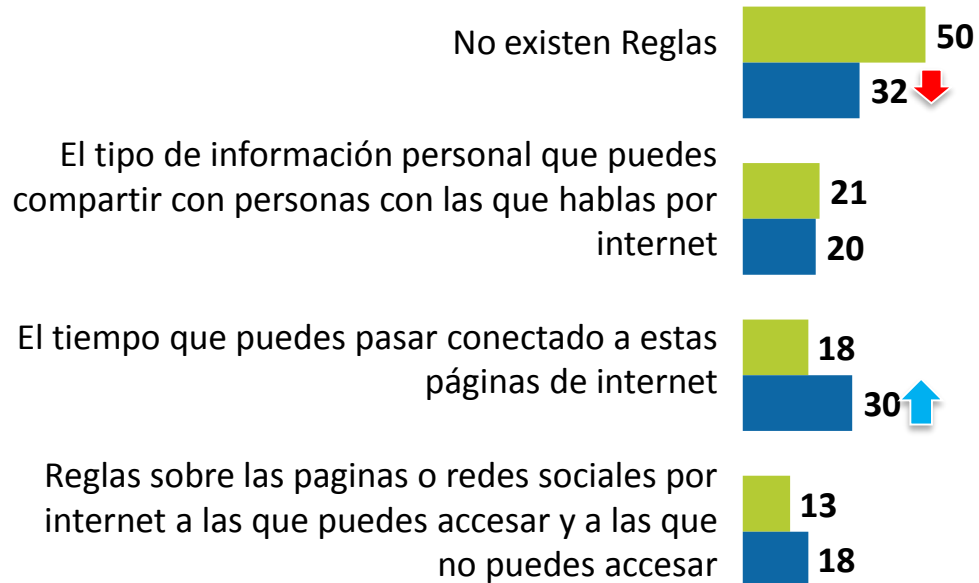 No existen Reglas
50
32
El tipo de información personal que puedes
compartir con personas con las que hablas por
internet
21
20
El tiempo que puedes pasar conectado a estas
páginas de internet
18
30
Reglas sobre las paginas o redes sociales por
internet a las que puedes accesar y a las que
no puedes accesar
13
18